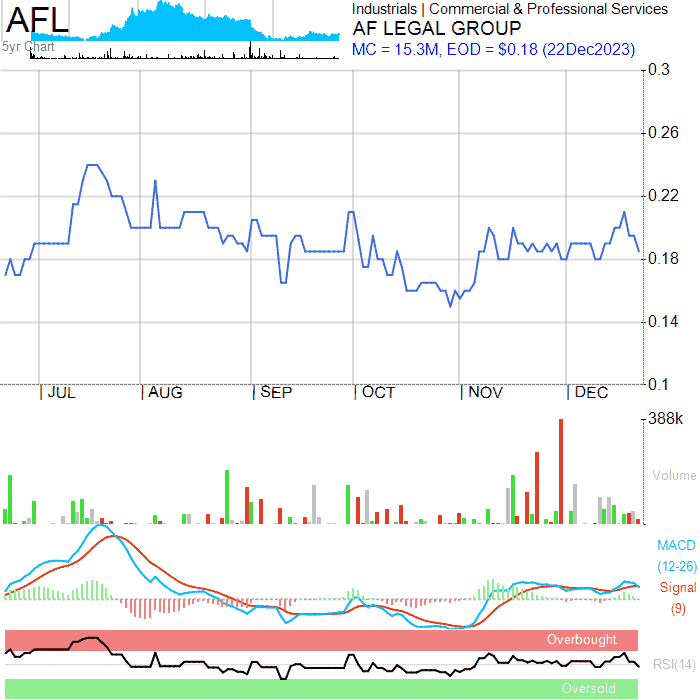 AFL
5yr Chart
Industrials | Commercial & Professional Services
AF LEGAL GROUP
MC = 15.3M, EOD = $0.18 (22Dec2023)
0.3
0.26
0.22
0.18
0.14
0.1
JUL AUG SEP OCT NOV DEC
388k
Volume
MACD
(12-26)
Signal
(9)
Overbought
RSI(14)
Oversold